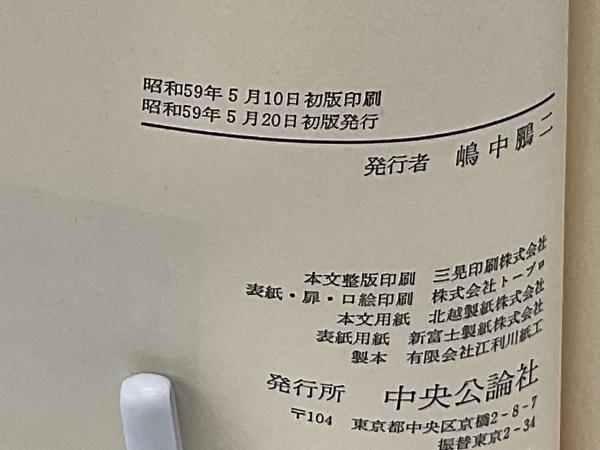 昭和59年5月10日初版印刷
昭和59年5月20日初版発行
発行者 嶋中鵬二
本文整版印刷 三晃印刷株式会社
表紙・扉・口絵印刷 株式会社トープロ
本文用紙 北越製紙株式会社
表紙用紙 新富士製紙株式会社
製本 有限会社江利川紙工
発行所 中央公論社
〒104 東京都中央区京橋2-8-7
振替東京2-34